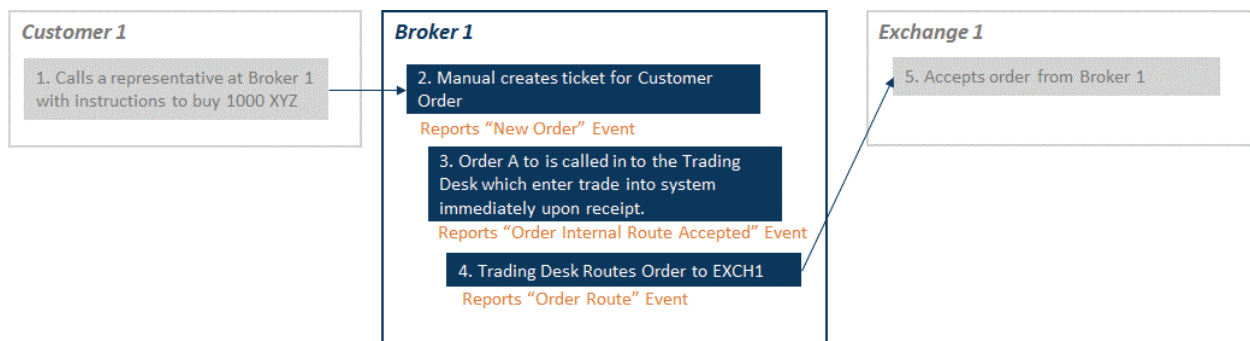 Customer 1
1. Calls a representative at Broker 1
with instructions to buy 1000 XYZ
Broker 1
2. Manual creates ticket for Customer
Order
Reports “New Order” Event
3. Order A to is called in to the Trading
Desk which enter trade into system
immediately upon receipt.
Reports “Order Internal Route Accepted” Event
4. Trading Desk Routes Order to EXCH1
Reports “Order Route” Event
Exchange 1
5. Accepts order from Broker 1